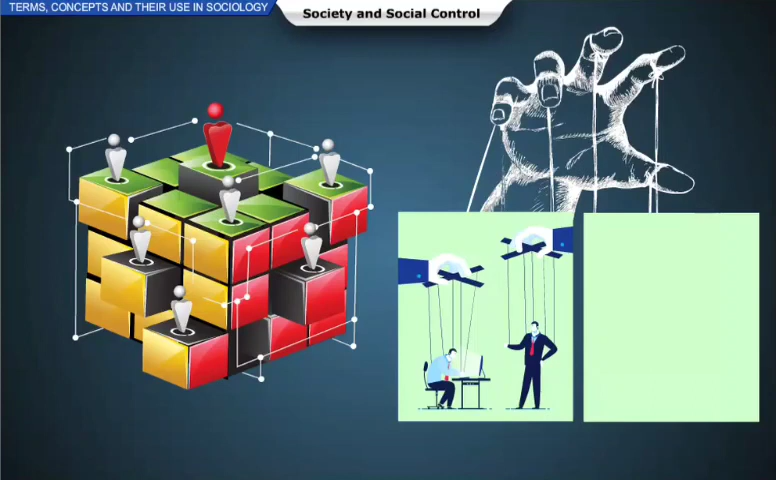 TERMS, CONCEPTS AND THEIR USE IN SOCIOLOGY
Society and Social Control